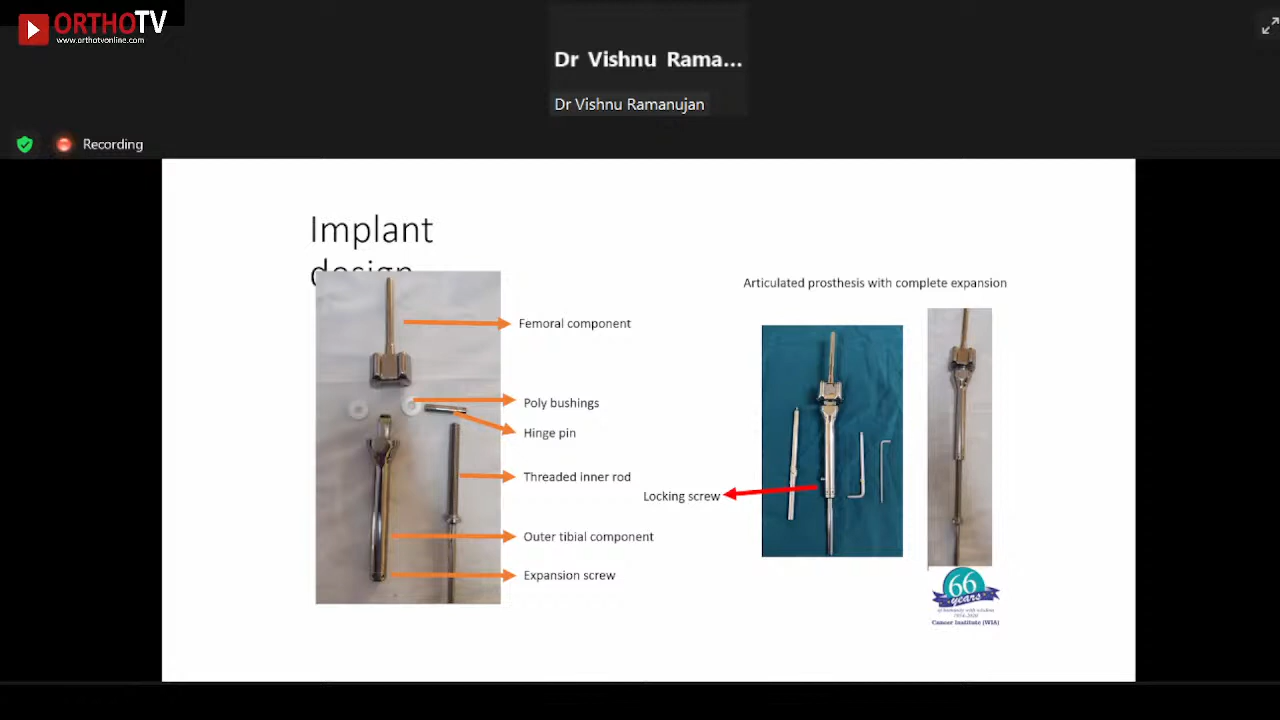 ORTHOTV
www.orthotvonline.com
Dr Vishnu Rama...
Dr Vishnu Ramanujan
Recording
Implant
design
Articulated prosthesis with complete expansion
Femoral component
Poly bushings
Hinge pin
Threaded inner rod
Locking screw
Outer tibial component
Expansion screw
66
years
Cancer Institute (WIA)